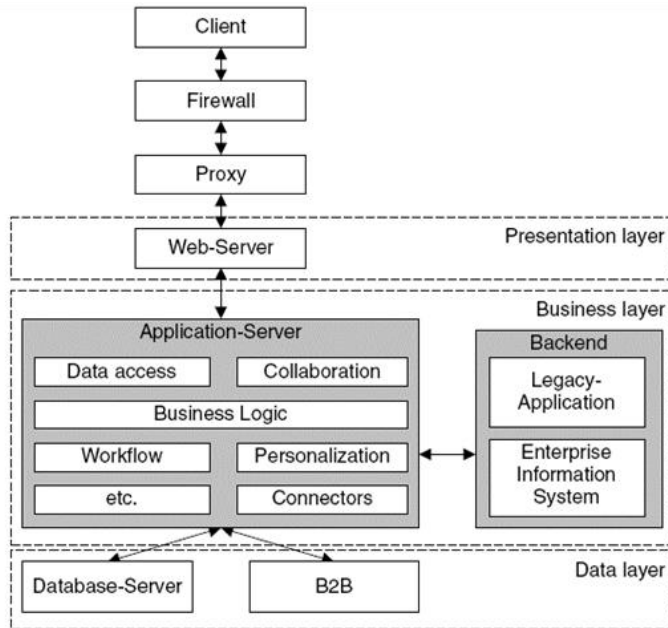 Client
Firewall
Proxy
Web-Server
Presentation layer
Business layer
Application-Server
Data access
Collaboration
Business Logic
Workflow
Personalization
etc.
Connectors
Backend
Legacy-
Application
Enterprise
Information
System
Data layer
Database-Server
B2B